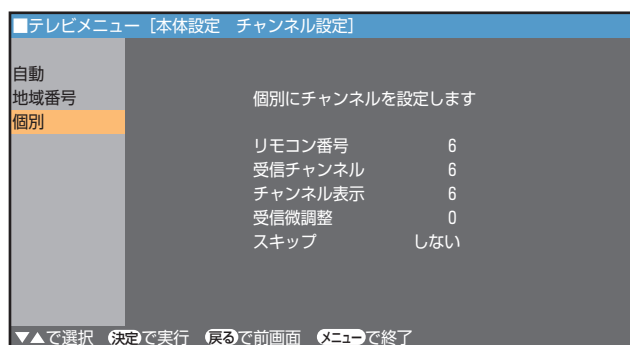 ■テレビメニュー [本体設定　チャンネル設定]
自動
地域番号
個別
個別にチャンネルを設定します
リモコン番号　6
受信チャンネル　6
チャンネル表示　6
受信微調整　0
スキップ　しない
▼▲で選択　決定で実行　戻るで前画面　メニューで終了